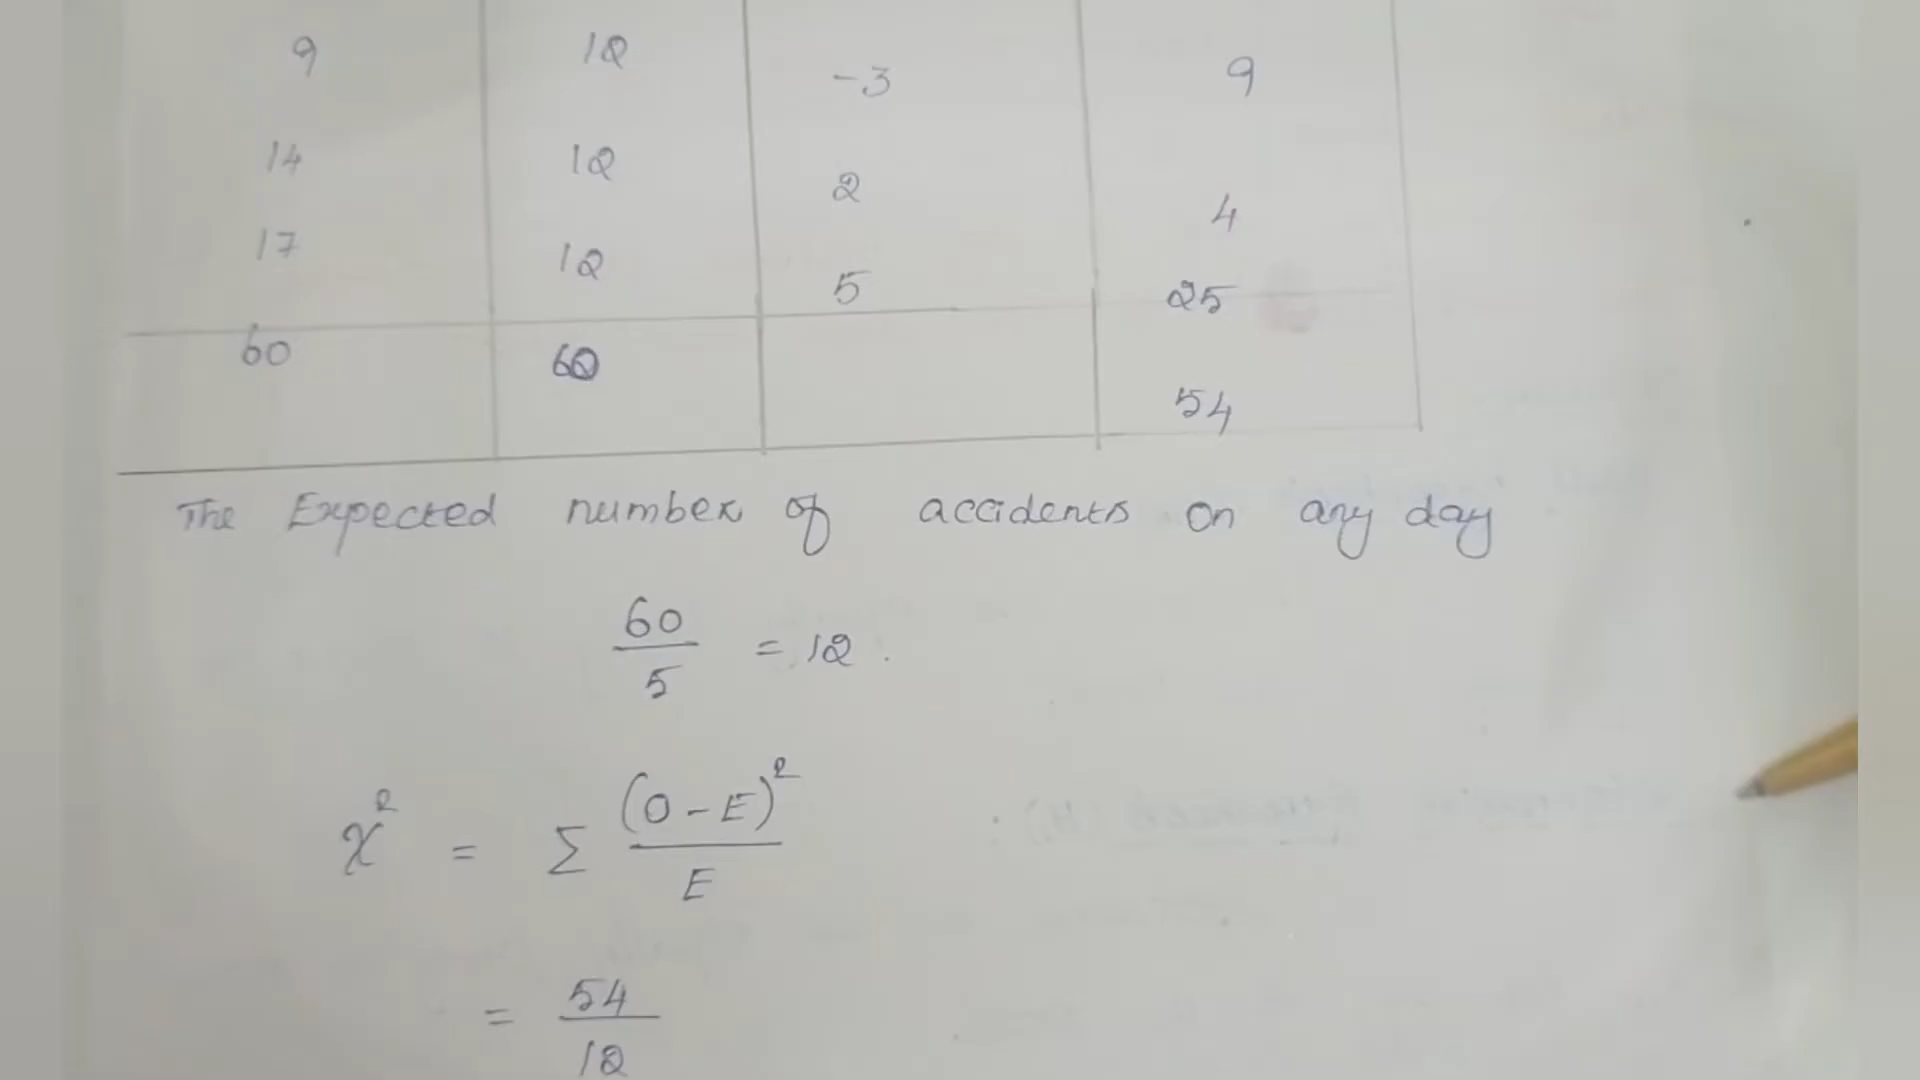 9 12 -3 9
14 12 2 4
17 12 5 25
60 60 54
The Expected number of accidents on any day
60/5 = 12.
χ² = Σ (O-E)²/E
= 54/12